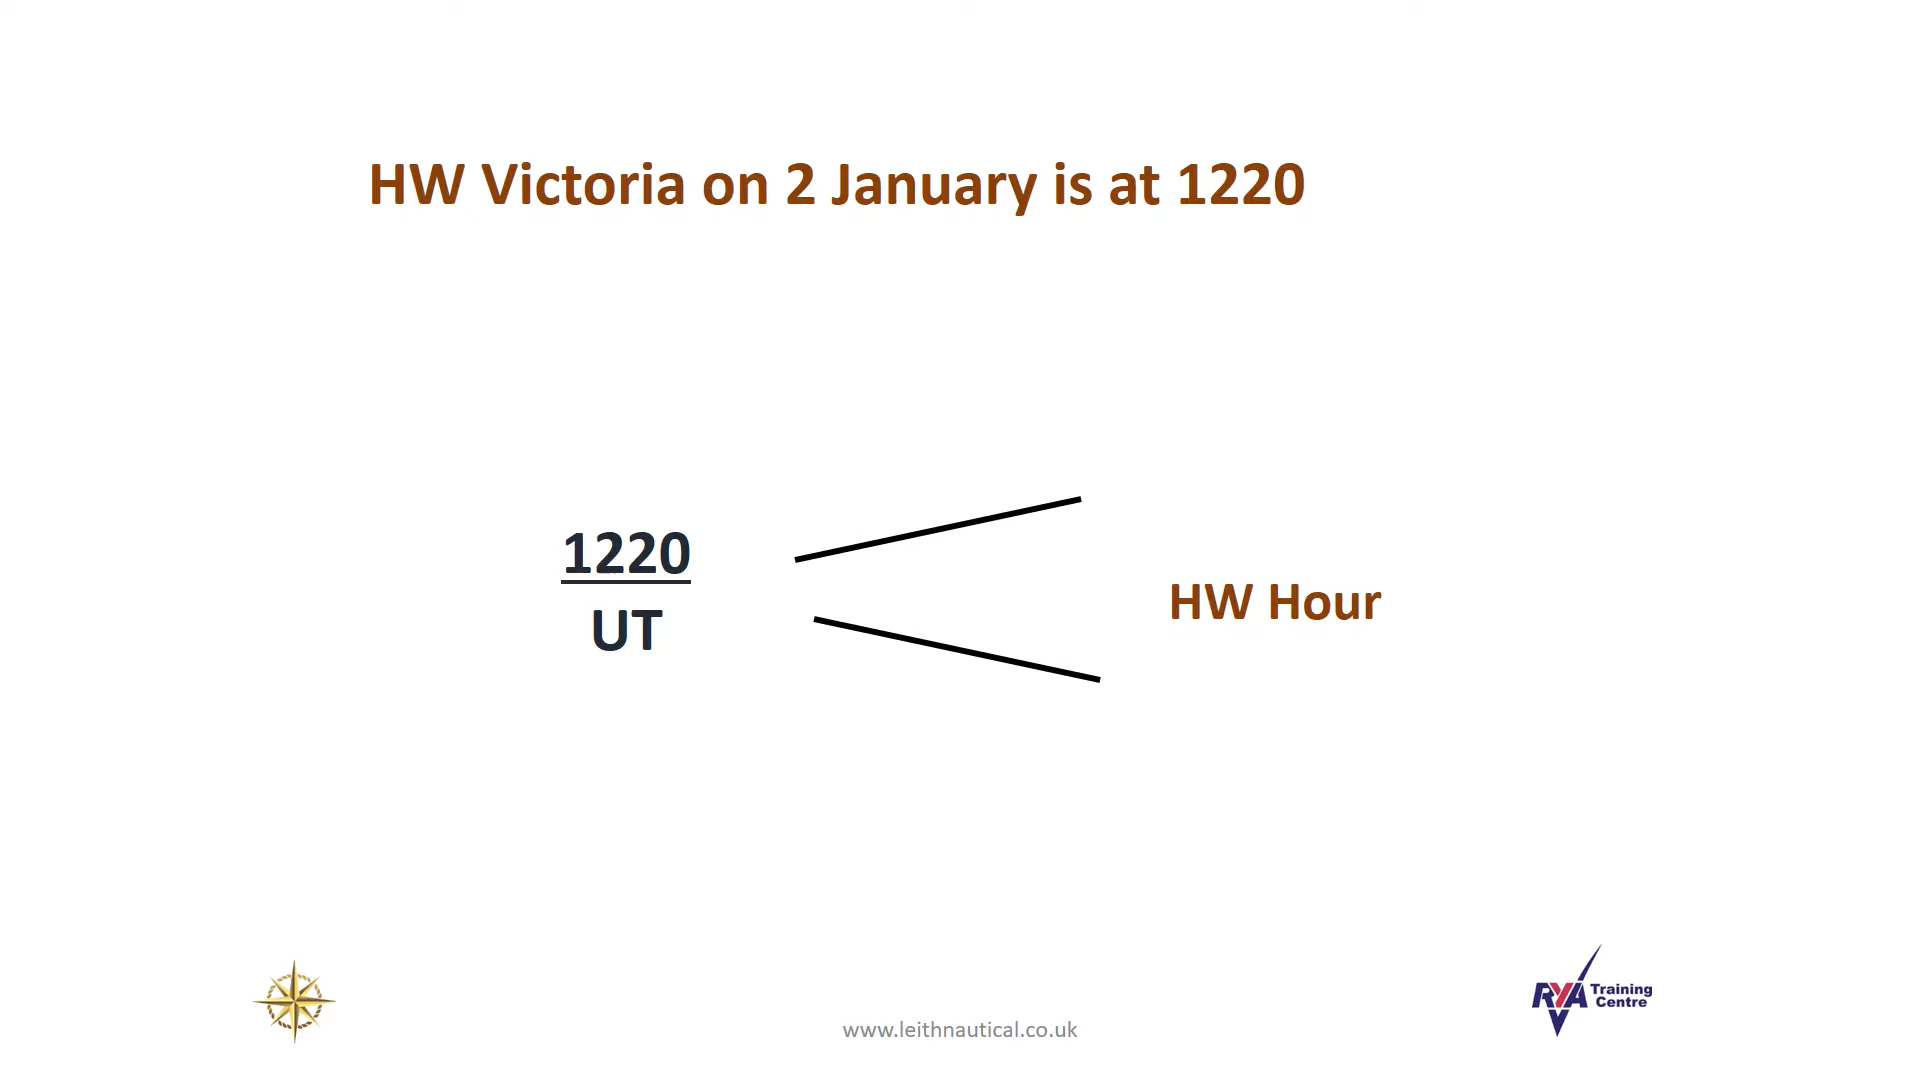 HW Victoria on 2 January is at 1220
1220
UT
HW Hour
www.leithnautical.co.uk
RYA Training
Centre